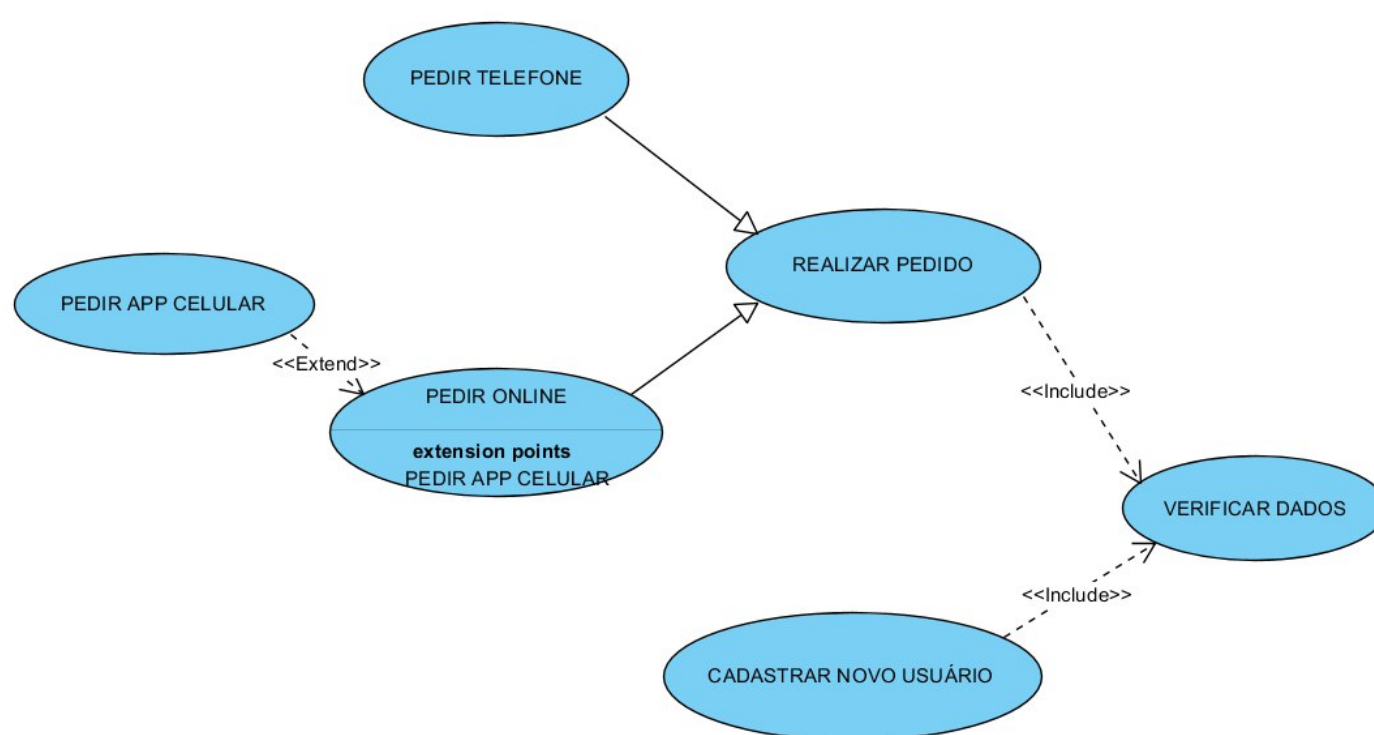 PEDIR TELEFONE
REALIZAR PEDIDO
PEDIR APP CELULAR
<<Extend>>
PEDIR ONLINE
extension points
PEDIR APP CELULAR
<<Include>>
VERIFICAR DADOS
<<Include>>
CADASTRAR NOVO USUÁRIO